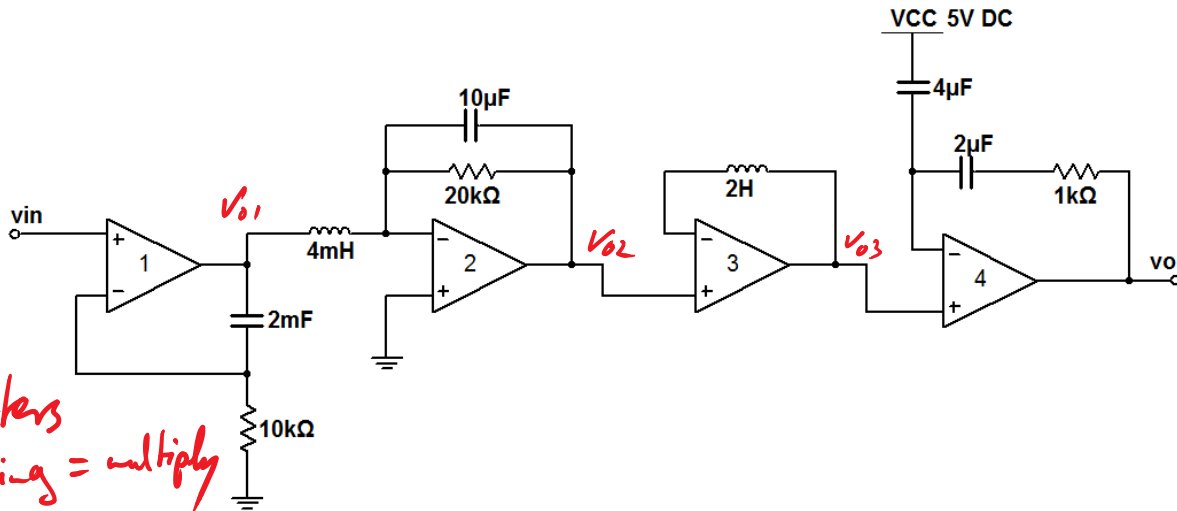 VCC 5V DC
4µF
10µF
2µF
20kΩ
2H
1kΩ
vin
Vo1
4mH
+
-
1
-
+
2
Vo2
-
+
3
Vo3
-
+
4
vo
2mF
10kΩ
= multiply